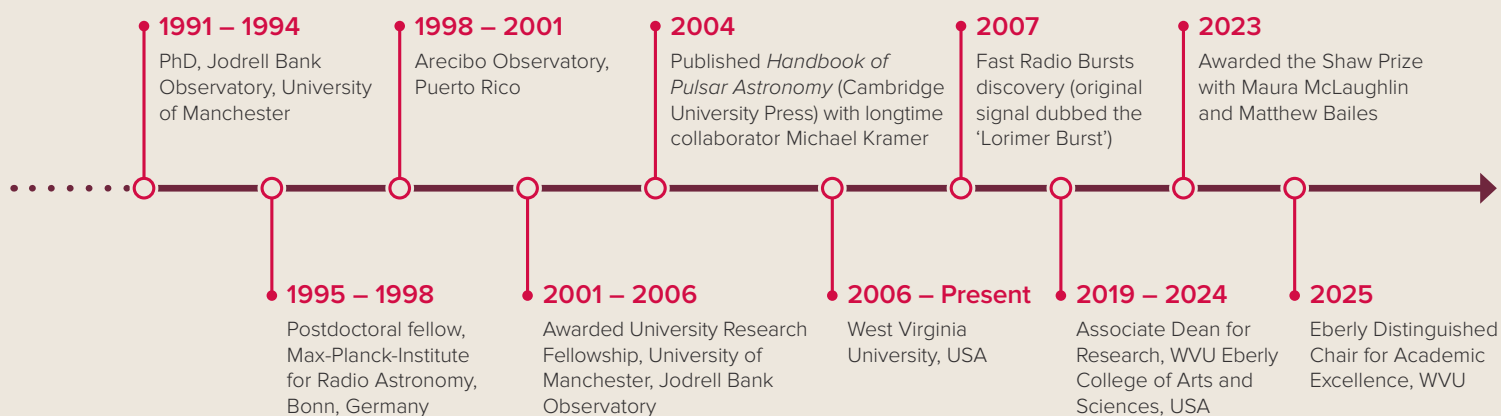 1991 – 1994
PhD, Jodrell Bank
Observatory, University
of Manchester
1998 – 2001
Arecibo Observatory,
Puerto Rico
2004
Published Handbook of
Pulsar Astronomy (Cambridge
University Press) with longtime
collaborator Michael Kramer
2007
Fast Radio Bursts
discovery (original
signal dubbed the
‘Lorimer Burst’)
2023
Awarded the Shaw Prize
with Maura McLaughlin
and Matthew Bailes
1995 – 1998
Postdoctoral fellow,
Max-Planck-Institute
for Radio Astronomy,
Bonn, Germany
2001 – 2006
Awarded University Research
Fellowship, University of
Manchester, Jodrell Bank
Observatory
2006 – Present
West Virginia
University, USA
2019 – 2024
Associate Dean for
Research, WVU Eberly
College of Arts and
Sciences, USA
2025
Eberly Distinguished
Chair for Academic
Excellence, WVU